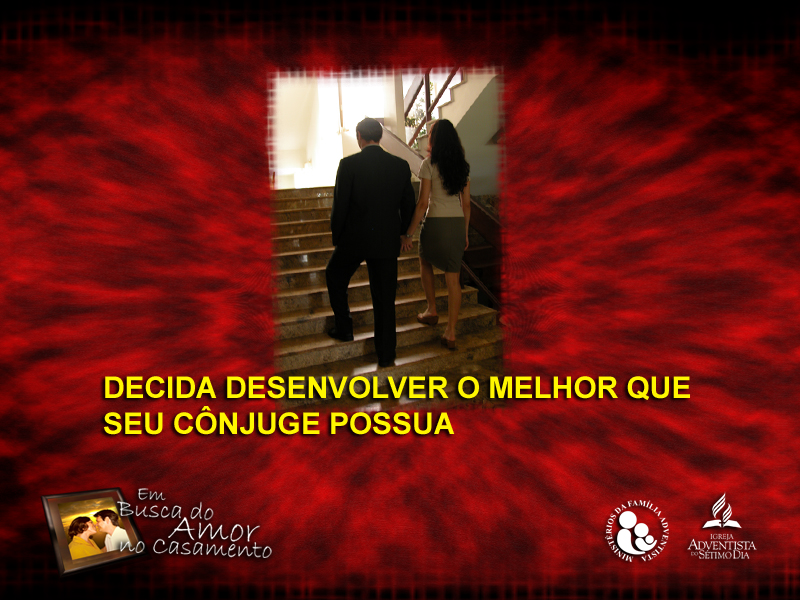 DECIDA DESENVOLVER O MELHOR QUE
SEU CÔNJUGE POSSUA
Em
Busca do
Amor
no Casamento
MINISTÉRIOS DA FAMÍLIA ADVENTISTA
IGREJA
ADVENTISTA
DO SÉTIMO DIA